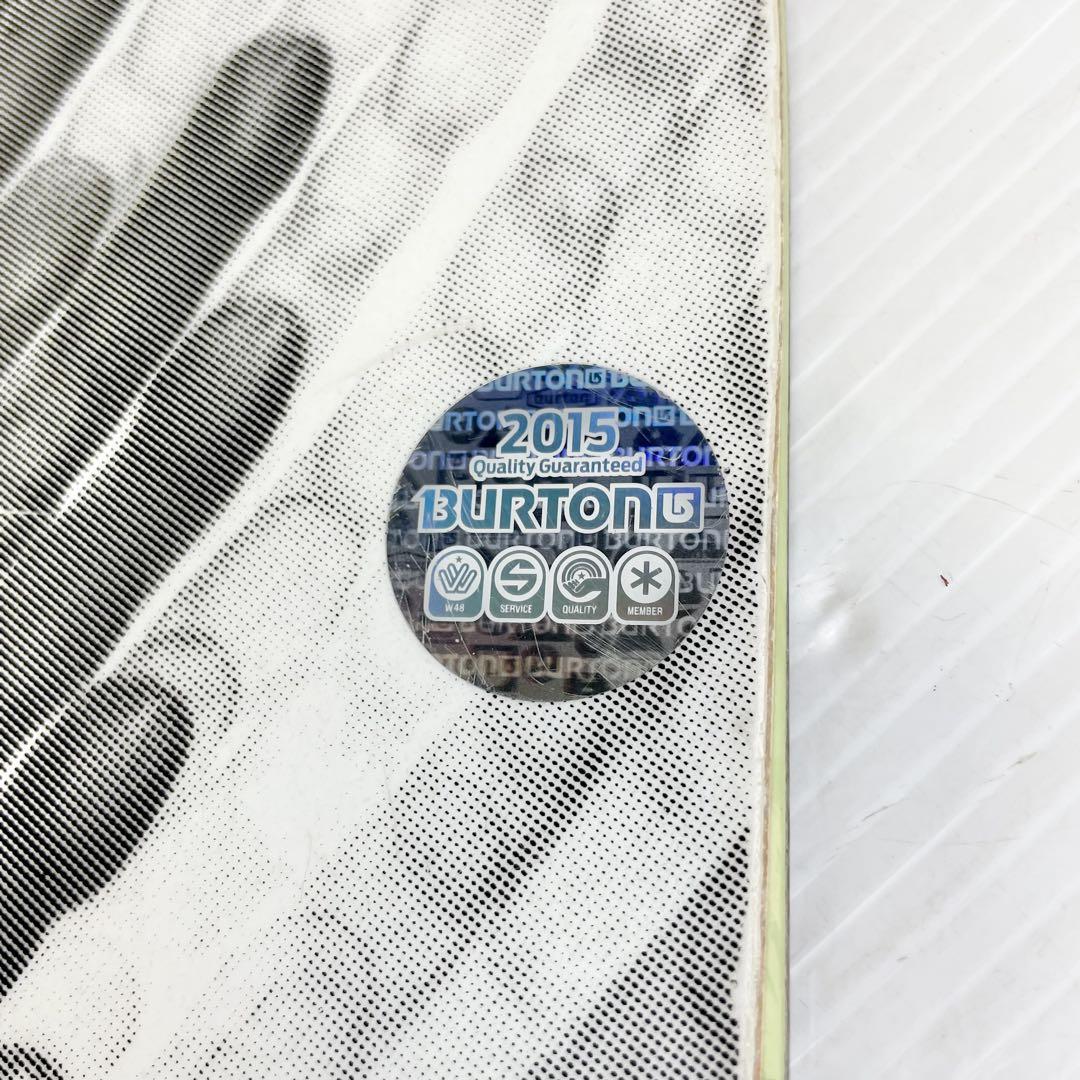 2015
Quality Guaranteed
BURTON
W48 SERVICE QUALITY MEMBER